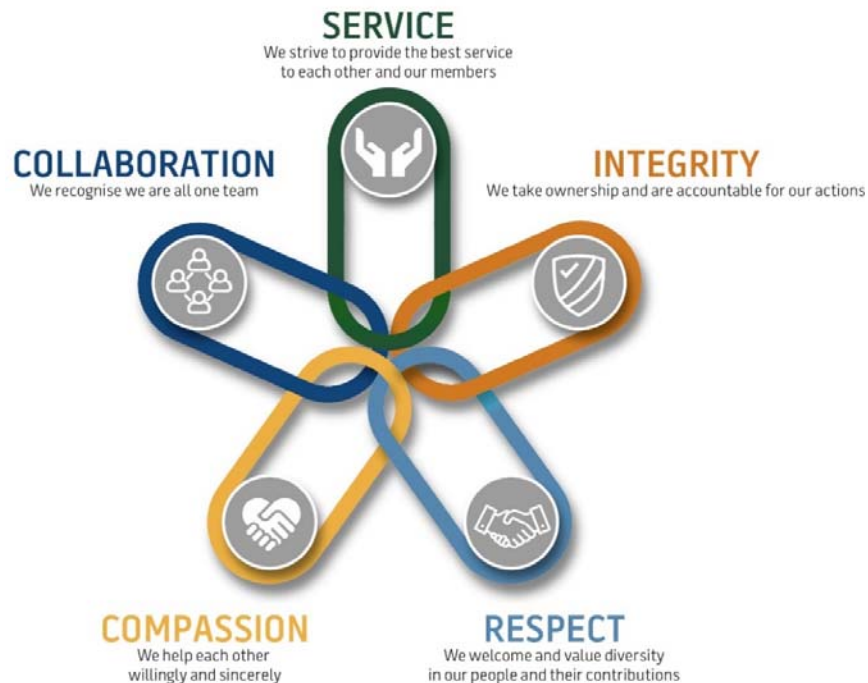 SERVICE
We strive to provide the best service
to each other and our members
COLLABORATION
We recognise we are all one team
INTEGRITY
We take ownership and are accountable for our actions
COMPASSION
We help each other
willingly and sincerely
RESPECT
We welcome and value diversity
in our people and their contributions